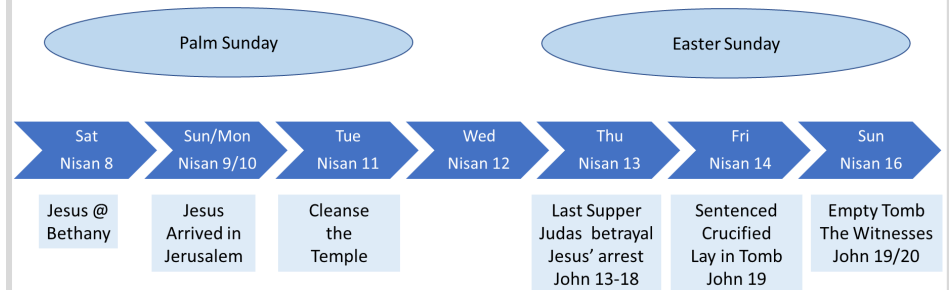 Palm Sunday
Easter Sunday
Sat
Nisan 8
Sun/Mon
Nisan 9/10
Tue
Nisan 11
Wed
Nisan 12
Thu
Nisan 13
Fri
Nisan 14
Sun
Nisan 16
Jesus @
Bethany
Jesus
Arrived in
Jerusalem
Cleanse
the
Temple
Last Supper
Judas betrayal
Jesus' arrest
John 13-18
Sentenced
Crucified
Lay in Tomb
John 19
Empty Tomb
The Witnesses
John 19/20